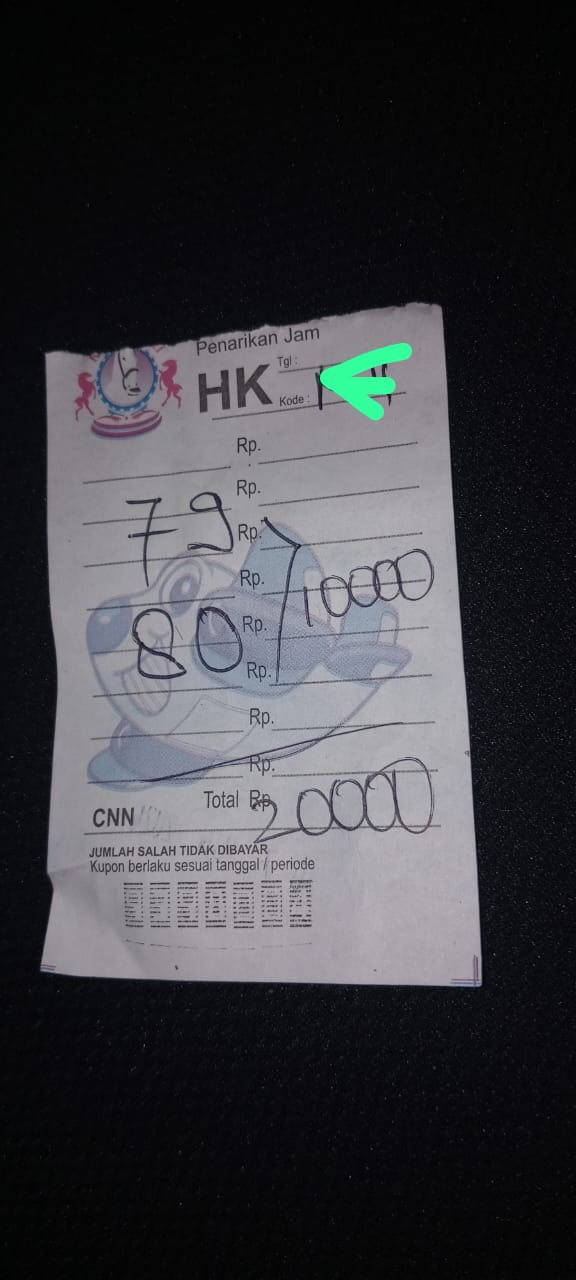 Penarikan Jam
HK
Tgl :
Kode :
Rp.
Rp.
79 Rp.
Rp. 10000
80 Rp.
Rp.
Rp.
Rp.
CNN Total Rp 20000
JUMLAH SALAH TIDAK DIBAYAR
Kupon berlaku sesuai tanggal / periode